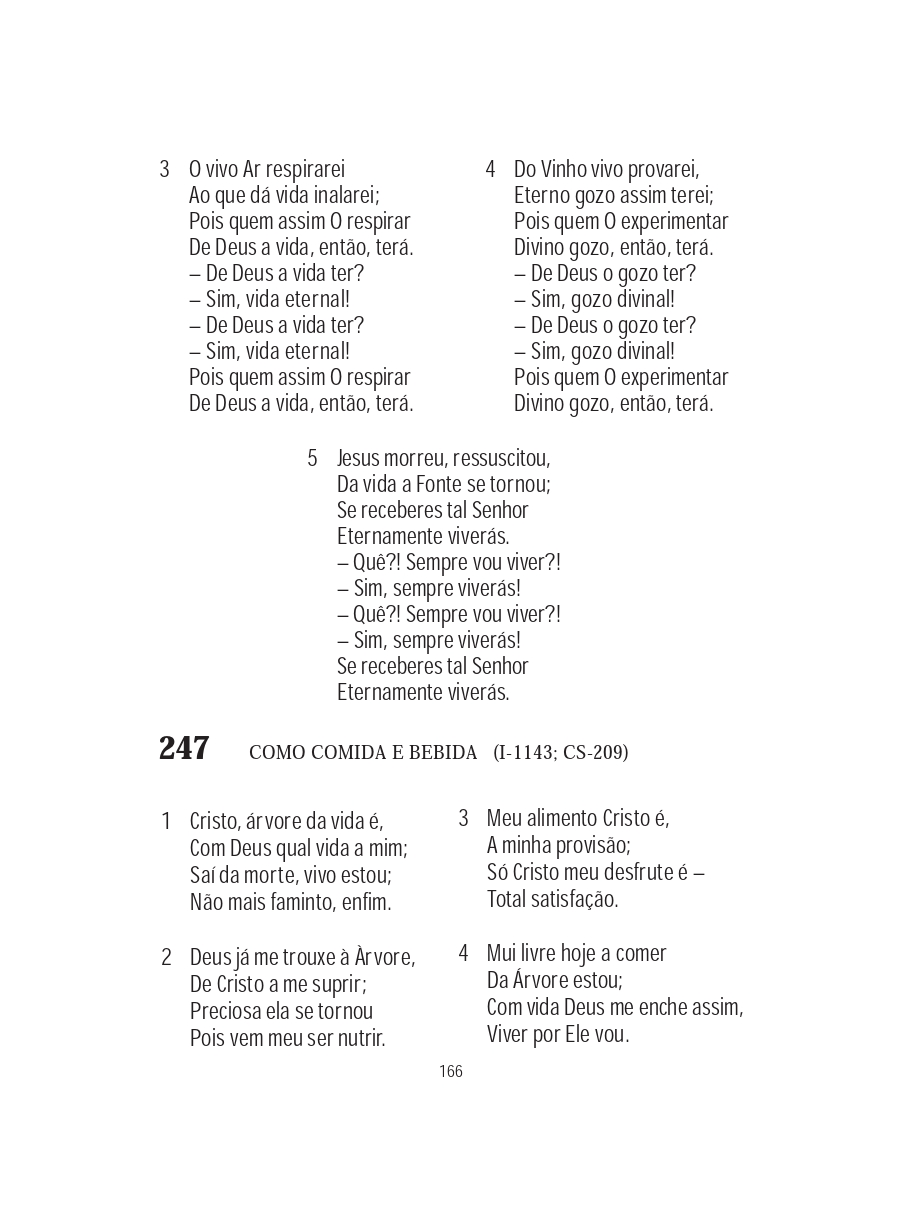 3 O vivo Ar respirarei
Ao que dá vida inalarei;
Pois quem assim O respirar
De Deus a vida, então, terá.
– De Deus a vida ter?
– Sim, vida eternal!
– De Deus a vida ter?
– Sim, vida eternal!
Pois quem assim O respirar
De Deus a vida, então, terá.
4 Do Vinho vivo provarei,
Eterno gozo assim terei;
Pois quem O experimentar
Divino gozo, então, terá.
– De Deus o gozo ter?
– Sim, gozo divinal!
– De Deus o gozo ter?
– Sim, gozo divinal!
Pois quem O experimentar
Divino gozo, então, terá.
5 Jesus morreu, ressuscitou,
Da vida a Fonte se tornou;
Se receberes tal Senhor
Eternamente viverás.
– Quê?! Sempre vou viver?!
– Sim, sempre viverás!
– Quê?! Sempre vou viver?!
– Sim, sempre viverás!
Se receberes tal Senhor
Eternamente viverás.
247 COMO COMIDA E BEBIDA (I-1143; CS-209)
1 Cristo, árvore da vida é,
Com Deus qual vida a mim;
Saí da morte, vivo estou;
Não mais faminto, enfim.
2 Deus já me trouxe à Àrvore,
De Cristo a me suprir;
Preciosa ela se tornou
Pois vem meu ser nutrir.
3 Meu alimento Cristo é,
A minha provisão;
Só Cristo meu desfrute é –
Total satisfação.
4 Mui livre hoje a comer
Da Árvore estou;
Com vida Deus me enche assim,
Viver por Ele vou.
166